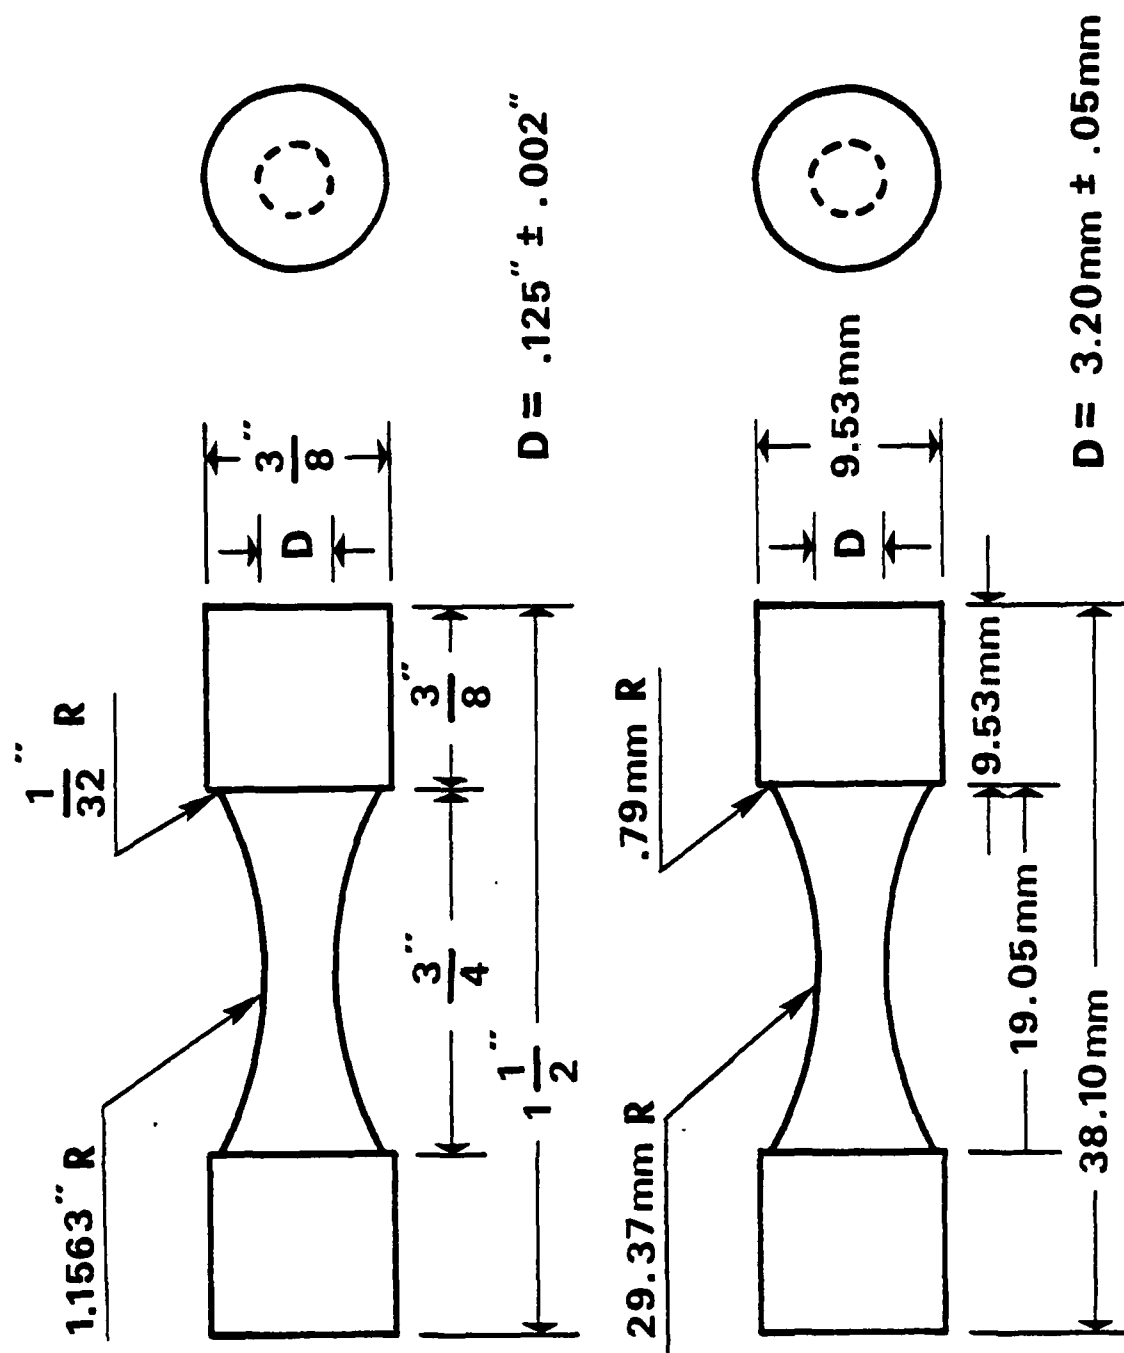 1/32″ R
1.1563″ R
3/8″
D
3/8″
3/4″
1 1/2″
D = .125″ ± .002″
.79mm R
29.37mm R
9.53mm
D
9.53mm
19.05mm
38.10mm
D = 3.20mm ± .05mm